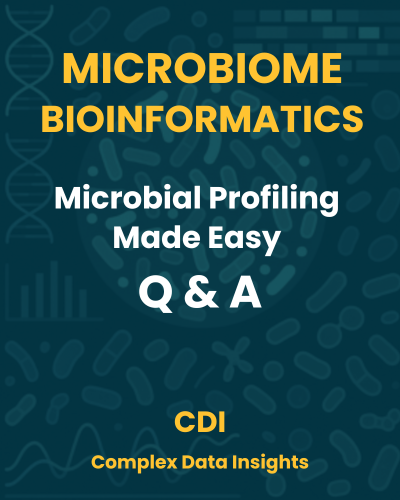 MICROBIOME
BIOINFORMATICS
Microbial Profiling
Made Easy
Q & A
CDI
Complex Data Insights